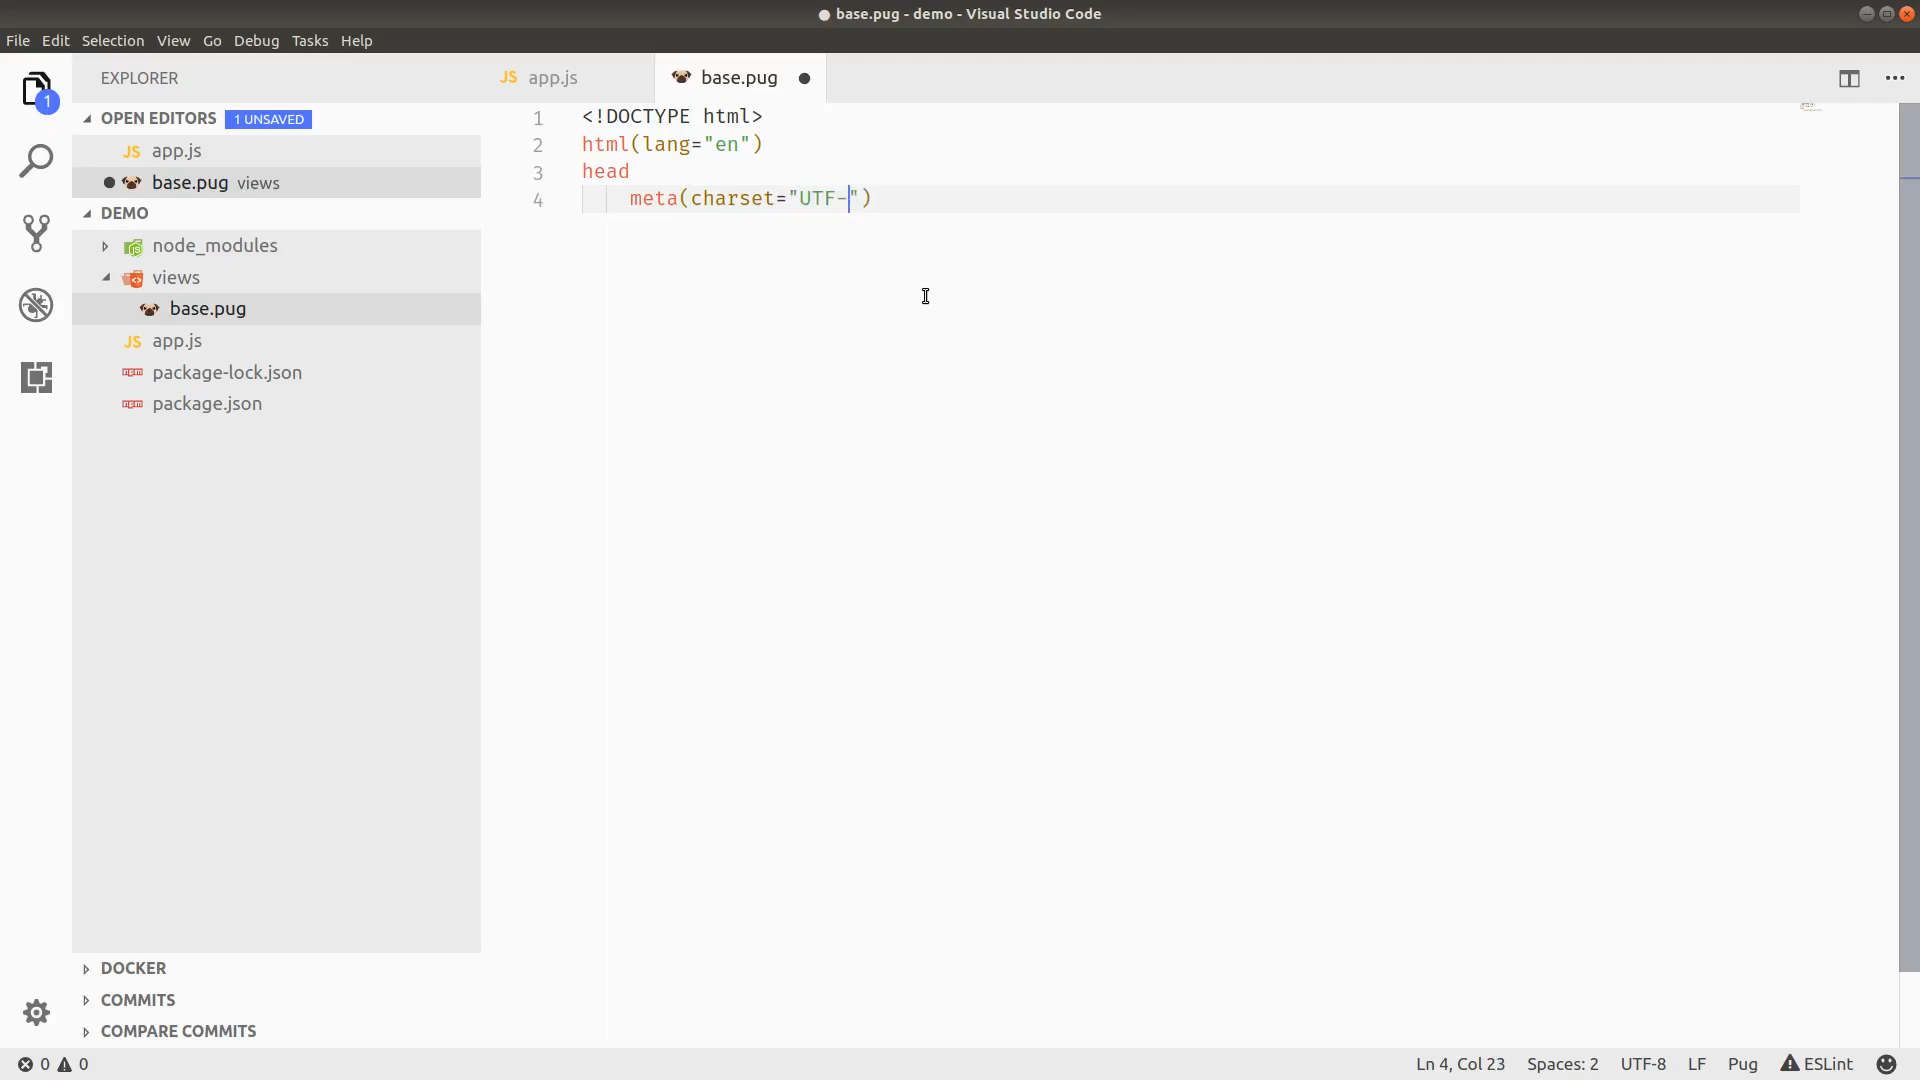 base.pug - demo - Visual Studio Code
File Edit Selection View Go Debug Tasks Help
EXPLORER
JS app.js
base.pug
1
OPEN EDITORS 1 UNSAVED
JS app.js
base.pug views
DEMO
node_modules
views
base.pug
JS app.js
package-lock.json
package.json
DOCKER
COMMITS
COMPARE COMMITS
1 <!DOCTYPE html>
2 html(lang="en")
3 head
4 meta(charset="UTF-")
0 0
Ln 4, Col 23 Spaces: 2 UTF-8 LF Pug ESLint